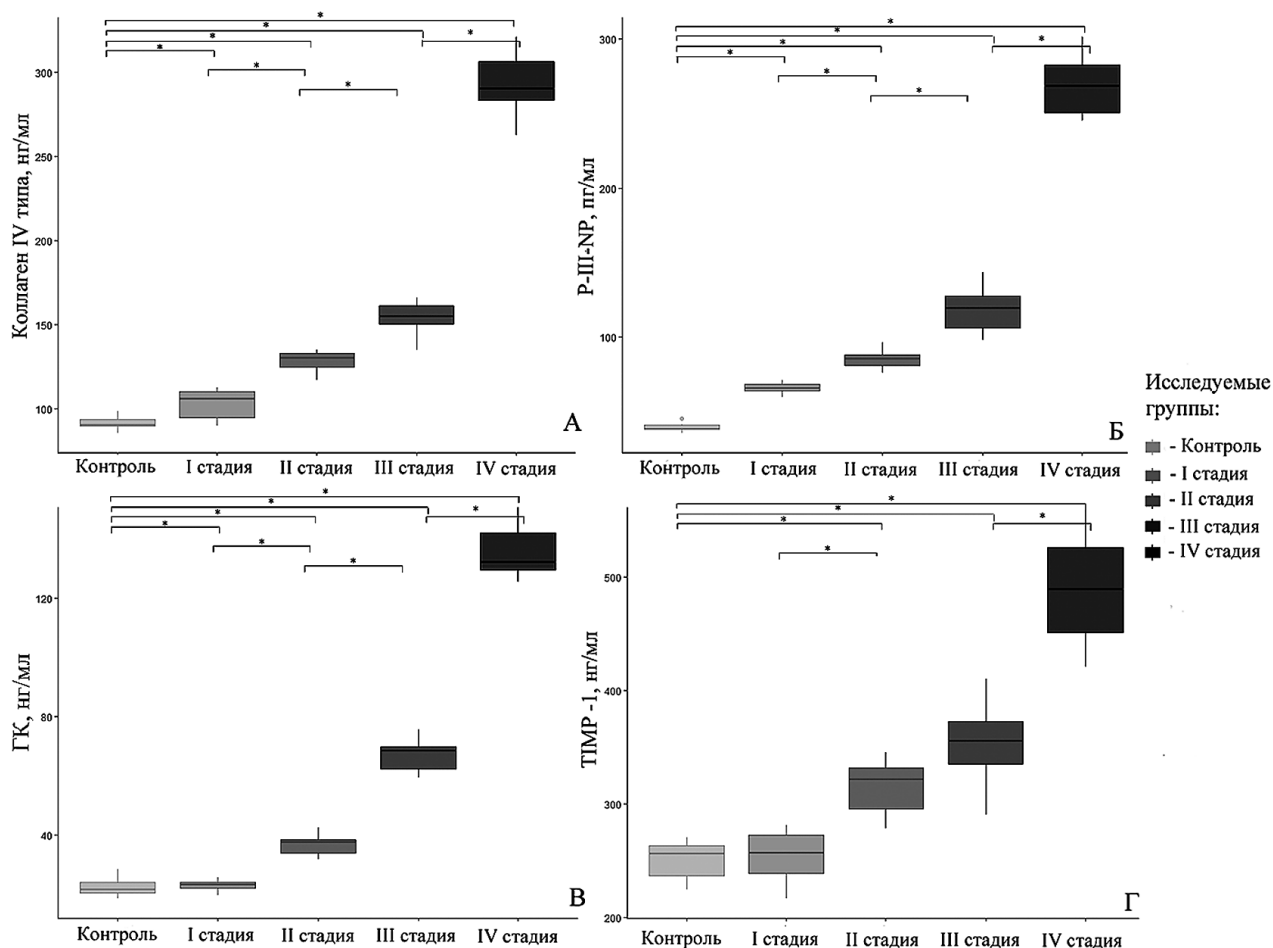 Коллаген IV типа, нг/мл
300
250
200
150
100
* * * * * * *
А
Контроль I стадия II стадия III стадия IV стадия
P-III-NP, пг/мл
300
200
100
* * * * * * *
Б
Контроль I стадия II стадия III стадия IV стадия
ГК, нг/мл
120
80
40
* * * * * * *
В
Контроль I стадия II стадия III стадия IV стадия
TIMP -1, нг/мл
500
400
300
200
* * * * *
Г
Контроль I стадия II стадия III стадия IV стадия
Исследуемые
группы:
- Контроль
- I стадия
- II стадия
- III стадия
- IV стадия